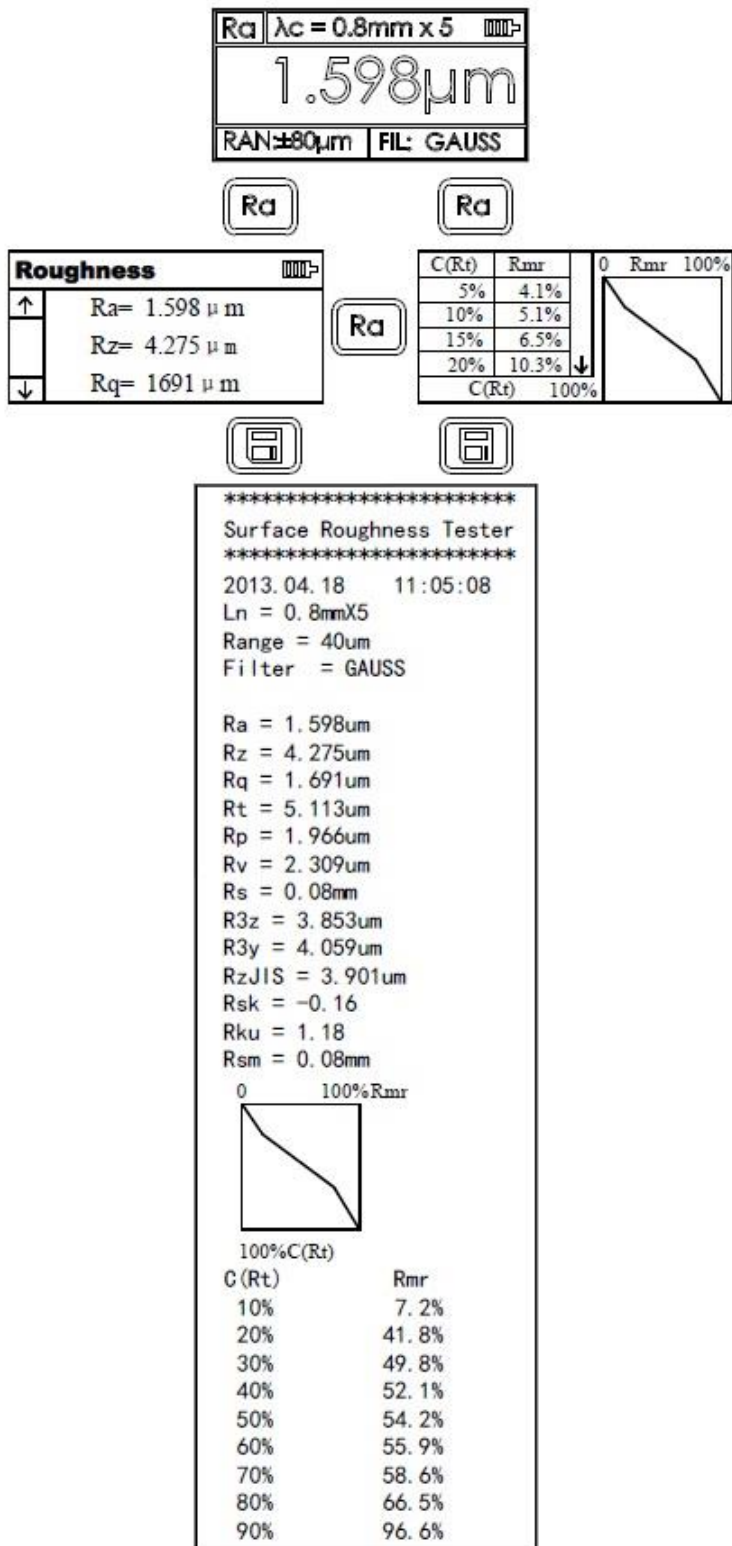 Ra λc = 0.8mm x 5
1.598μm
RAN:±80μm FIL: GAUSS
Ra Ra
Roughness
Ra= 1.598 μ m
Rz= 4.275 μ m
Rq= 1691 μ m
Ra
C(Rt) Rmr
5% 4.1%
10% 5.1%
15% 6.5%
20% 10.3%
C(Rt) 100%
0 Rmr 100%
************************
Surface Roughness Tester
************************
2013.04.18 11:05:08
Ln = 0.8mmX5
Range = 40um
Filter = GAUSS
Ra = 1.598um
Rz = 4.275um
Rq = 1.691um
Rt = 5.113um
Rp = 1.966um
Rv = 2.309um
Rs = 0.08mm
R3z = 3.853um
R3y = 4.059um
RzJIS = 3.901um
Rsk = -0.16
Rku = 1.18
Rsm = 0.08mm
0 100%Rmr
100%C(Rt)
C(Rt) Rmr
10% 7.2%
20% 41.8%
30% 49.8%
40% 52.1%
50% 54.2%
60% 55.9%
70% 58.6%
80% 66.5%
90% 96.6%